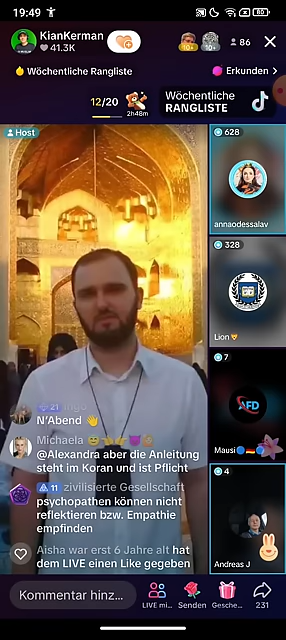 19:49
80
KianKerman
41.3K
10+
10+
86
Wöchentliche Rangliste
Erkunden >
12/20
2h48m
Wöchentliche
RANGLISTE
Host
628
annaodessalav
328
Lion
7
AFD
Mausi
4
Andreas J
21
N'Abend
Michaela
@Alexandra aber die Anleitung
steht im Koran und ist Pflicht
11 zivilisierte Gesellschaft
psychopathen können nicht
reflektieren bzw. Empathie
empfinden
Aisha war erst 6 Jahre alt hat
dem LIVE einen Like gegeben
Kommentar hinz...
LIVE mi...
Senden
Gesche...
231